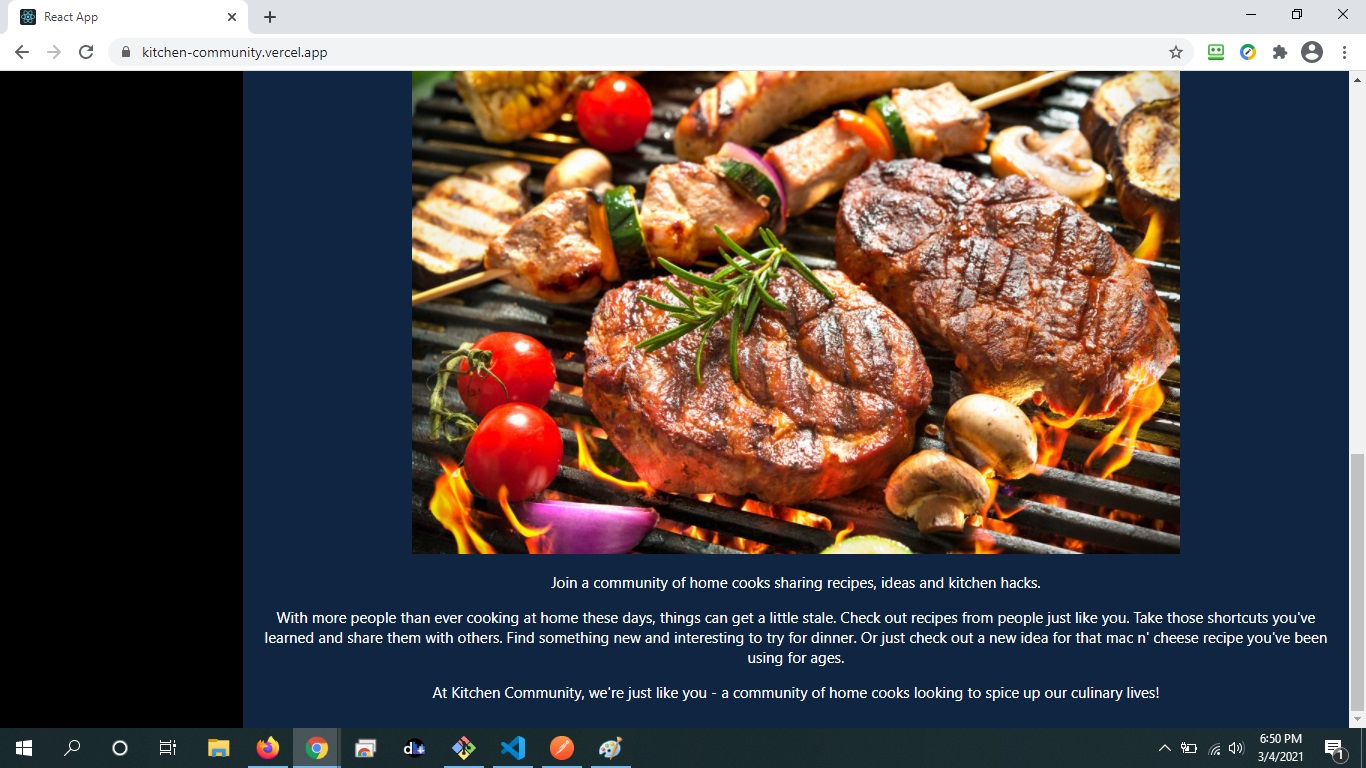 React App
kitchen-community.vercel.app
Join a community of home cooks sharing recipes, ideas and kitchen hacks.
With more people than ever cooking at home these days, things can get a little stale. Check out recipes from people just like you. Take those shortcuts you've
learned and share them with others. Find something new and interesting to try for dinner. Or just check out a new idea for that mac n' cheese recipe you've been
using for ages.
At Kitchen Community, we're just like you - a community of home cooks looking to spice up our culinary lives!
6:50 PM
3/4/2021
1